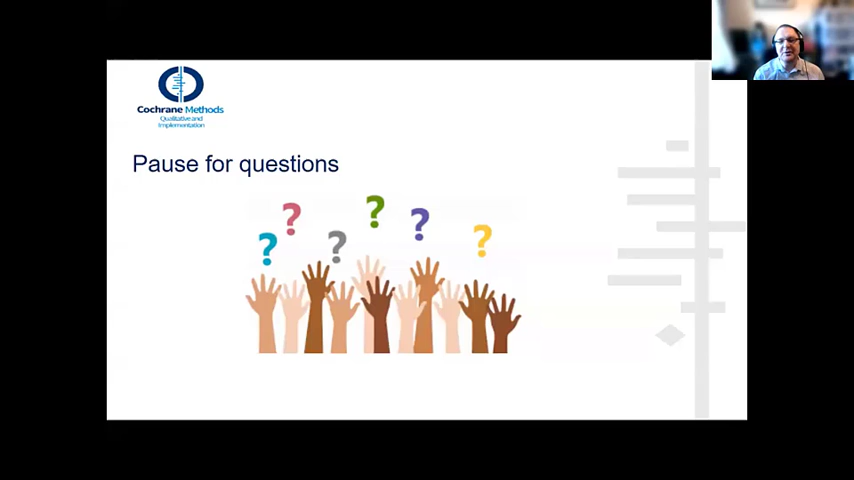 Cochrane Methods
Qualitative and
Implementation
Pause for questions
? ? ? ? ? ?